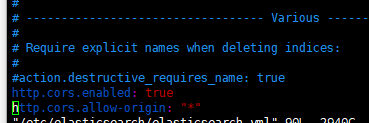 #
# ---------------------------------- Various ------
#
# Require explicit names when deleting indices:
#
#action.destructive_requires_name: true
http.cors.enabled: true
http.cors.allow-origin: "*"
"/etc/elasticsearch/elasticsearch.yml" 90L, 2940C